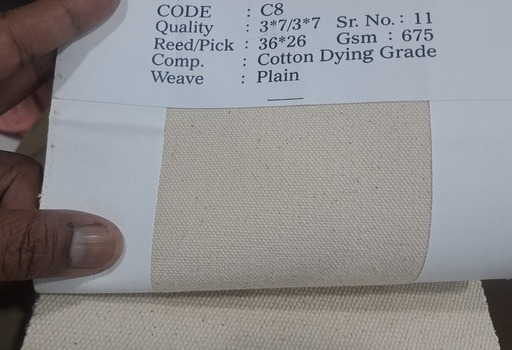 CODE : C8
Quality : 3*7/3*7 Sr. No. : 11
Reed/Pick : 36*26 Gsm : 675
Comp. : Cotton Dying Grade
Weave : Plain